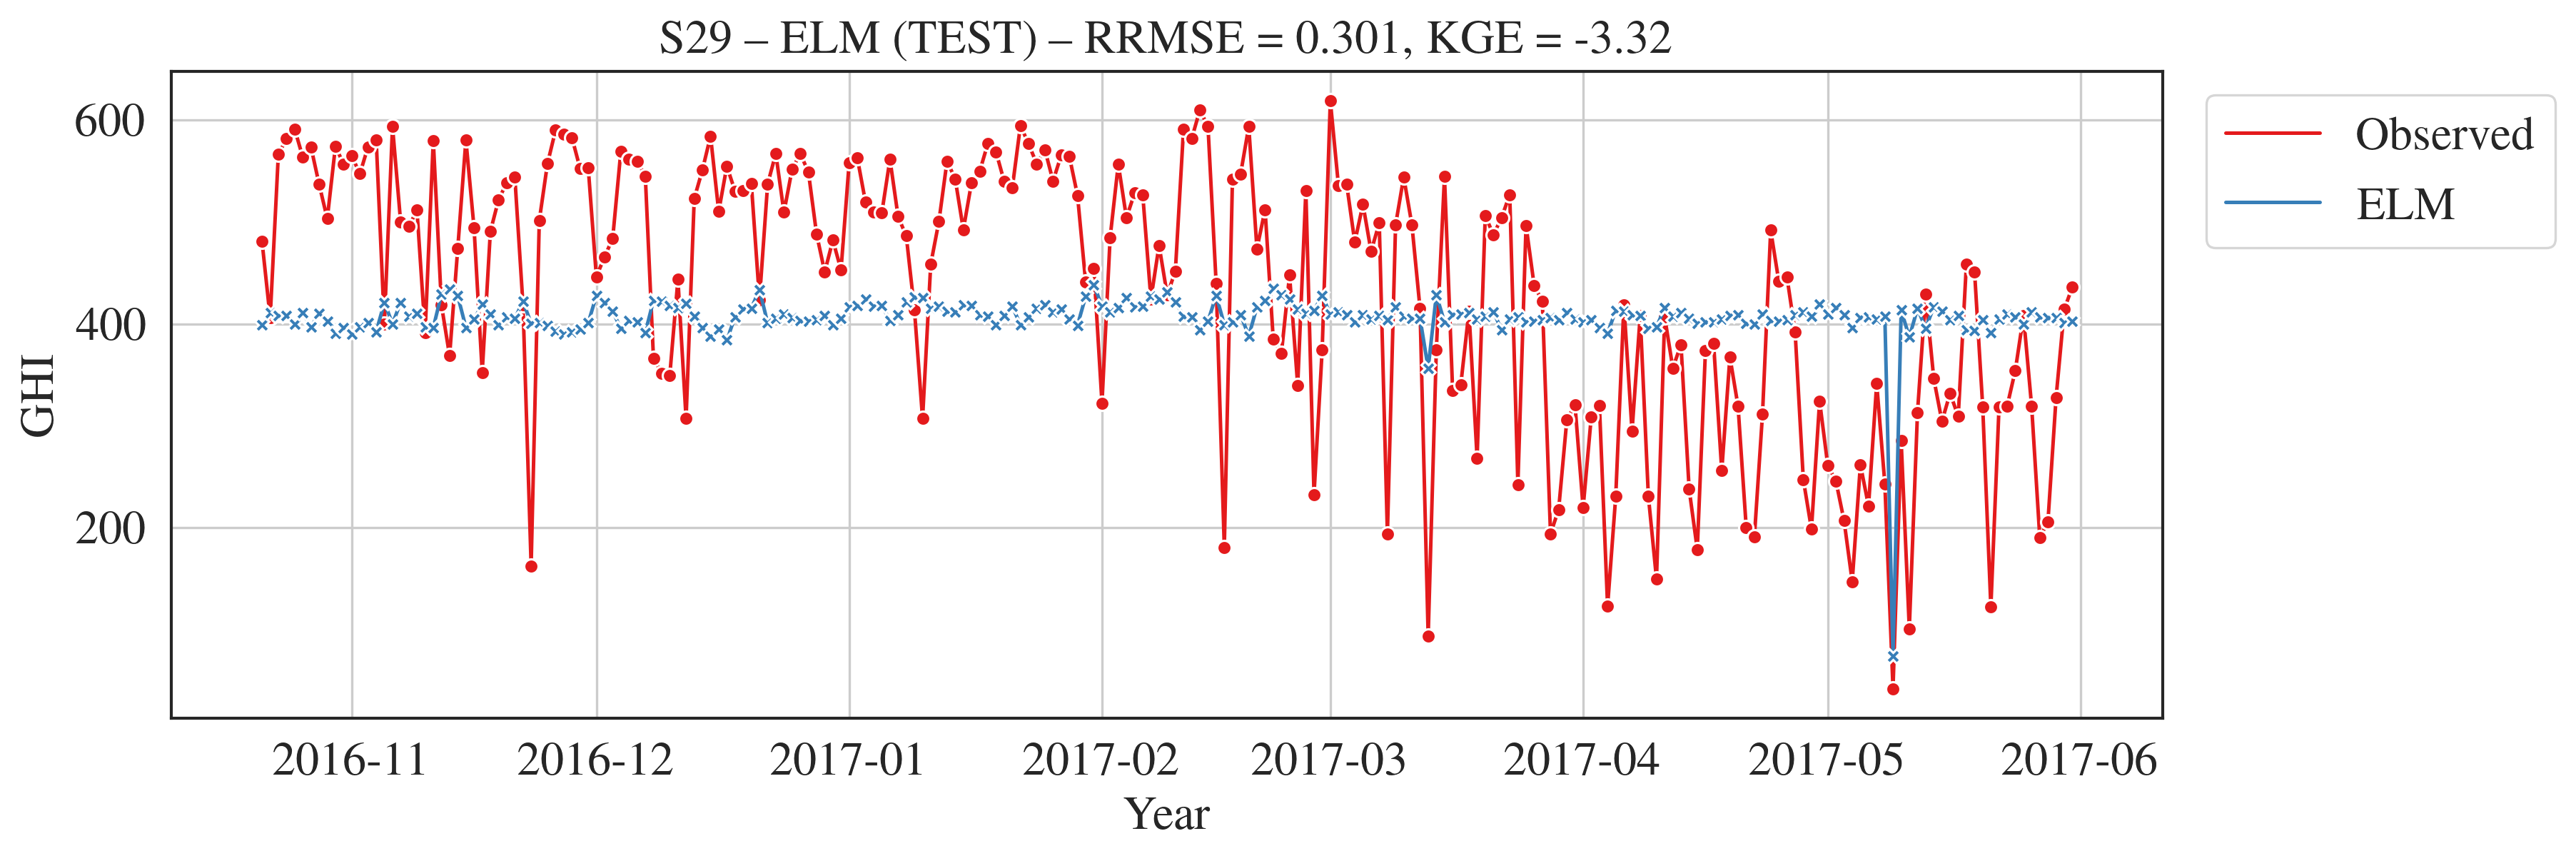 S29 – ELM (TEST) – RRMSE = 0.301, KGE = -3.32
Observed
ELM
GHI
600
400
200
2016-11 2016-12 2017-01 2017-02 2017-03 2017-04 2017-05 2017-06
Year